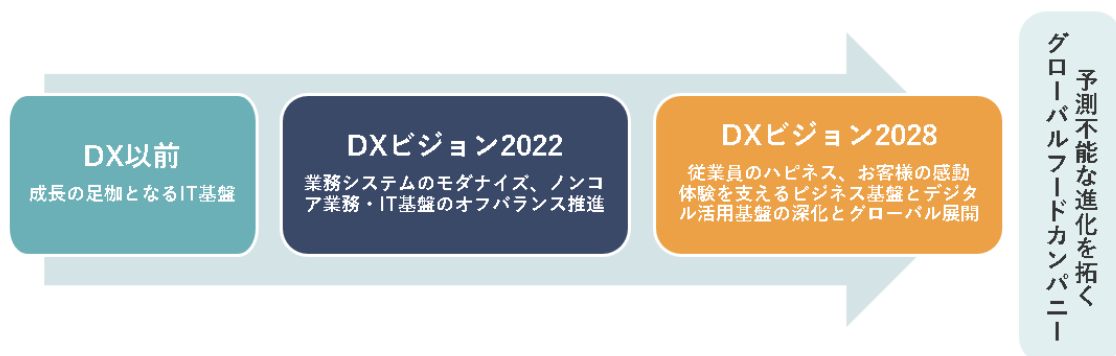 DX以前
成長の足枷となるIT基盤
DXビジョン2022
業務システムのモダナイズ、ノンコ
ア業務・IT基盤のオフバランス推進
DXビジョン2028
従業員のハピネス、お客様の感動
体験を支えるビジネス基盤とデジタ
ル活用基盤の深化とグローバル展開
予測不能な進化を拓く
グローバルフードカンパニー